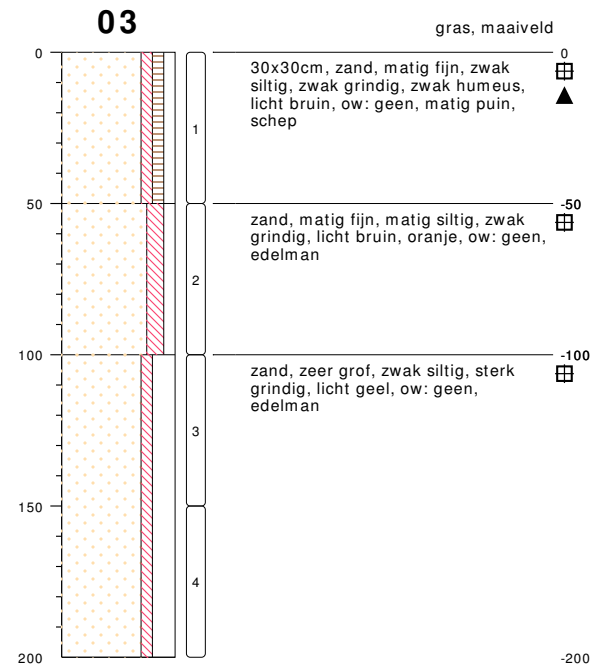 03
gras, maaiveld
0
0
30x30cm, zand, matig fijn, zwak
siltig, zwak grindig, zwak humeus,
licht bruin, ow: geen, matig puin,
schep
1
50
-50
zand, matig fijn, matig siltig, zwak
grindig, licht bruin, oranje, ow: geen,
edelman
2
100
-100
zand, zeer grof, zwak siltig, sterk
grindig, licht geel, ow: geen,
edelman
3
150
4
200
-200